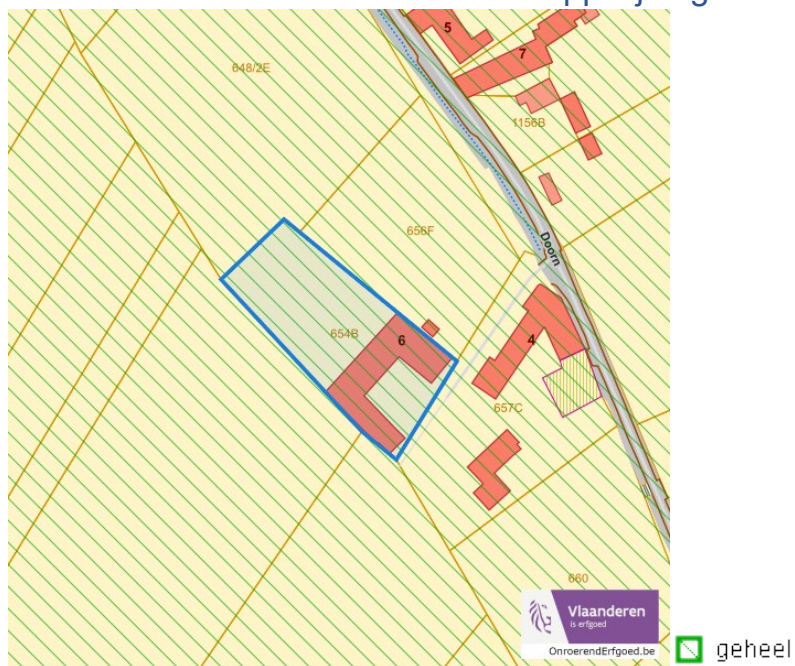 5
7
648/2E
1156B
656F
Doorn
654B
6
4
657C
660
Vlaanderen
is erfgoed
OnroerendErfgoed.be
geheel